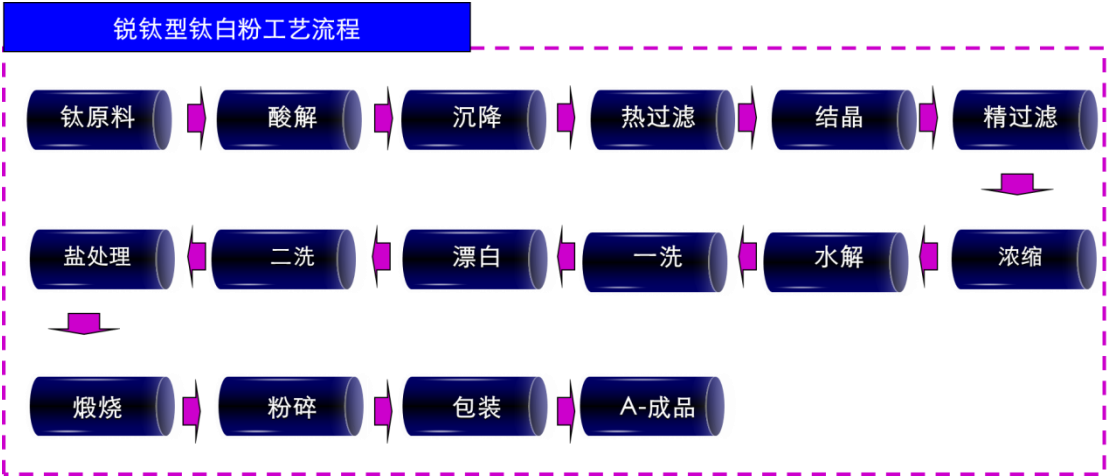 锐钛型钛白粉工艺流程
钛原料
酸解
沉降
热过滤
结晶
精过滤
盐处理
二洗
漂白
一洗
水解
浓缩
煅烧
粉碎
包装
A-成品